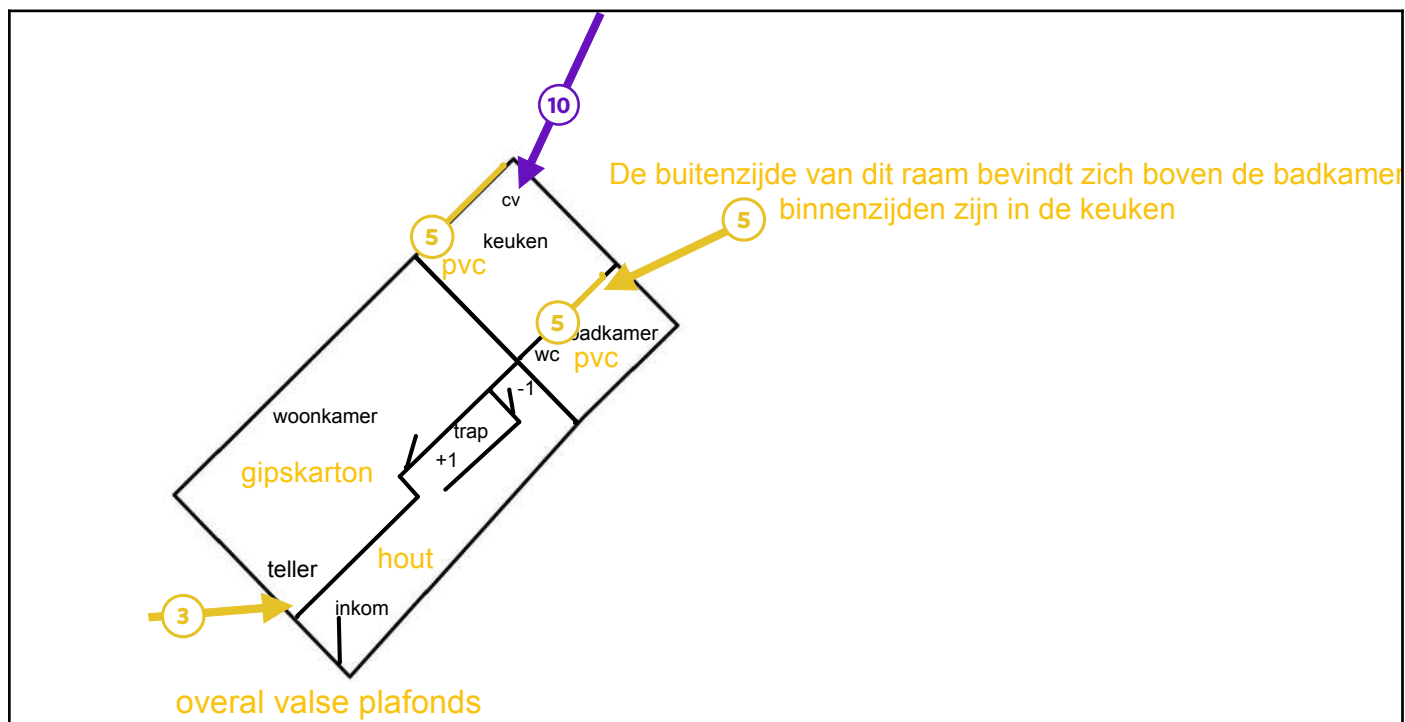 10
De buitenzijde van dit raam bevindt zich boven de badkamer
binnenzijden zijn in de keuken
5
cv
keuken
5
pvc
5
badkamer
wc
pvc
-1
woonkamer
trap
+1
gipskarton
hout
teller
inkom
3
overal valse plafonds